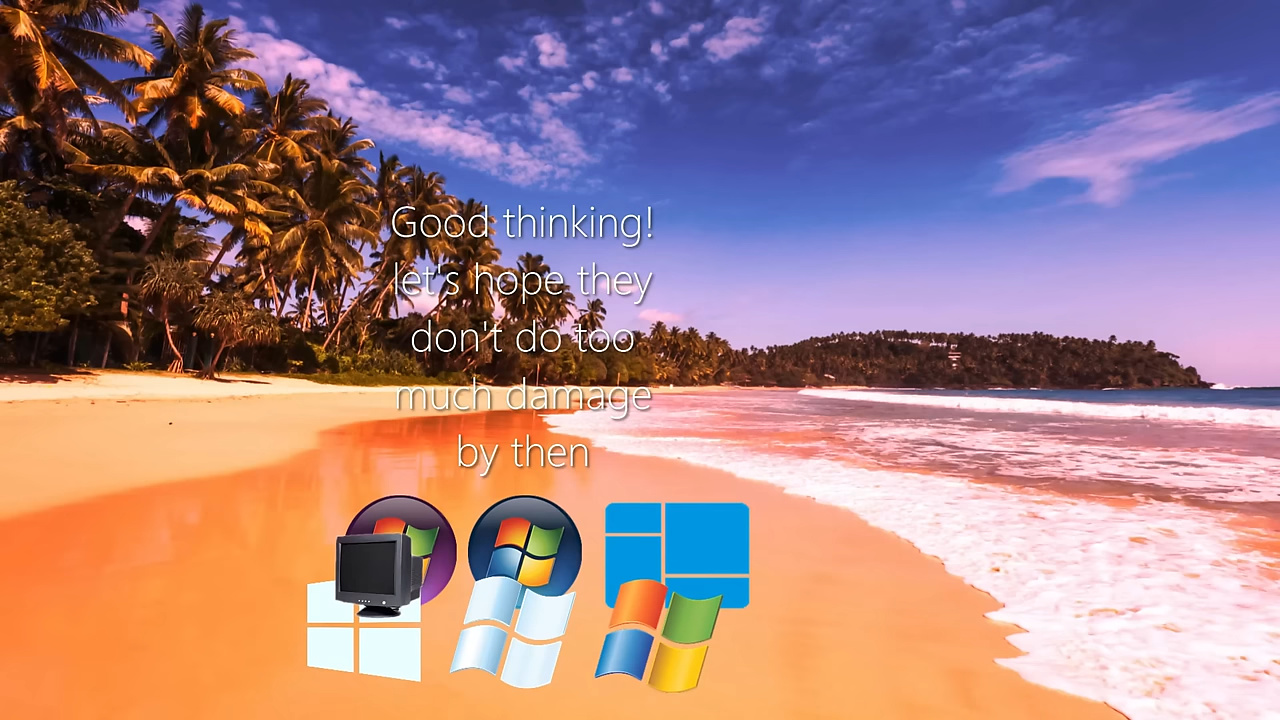 Good thinking!
let's hope they
don't do too
much damage
by then